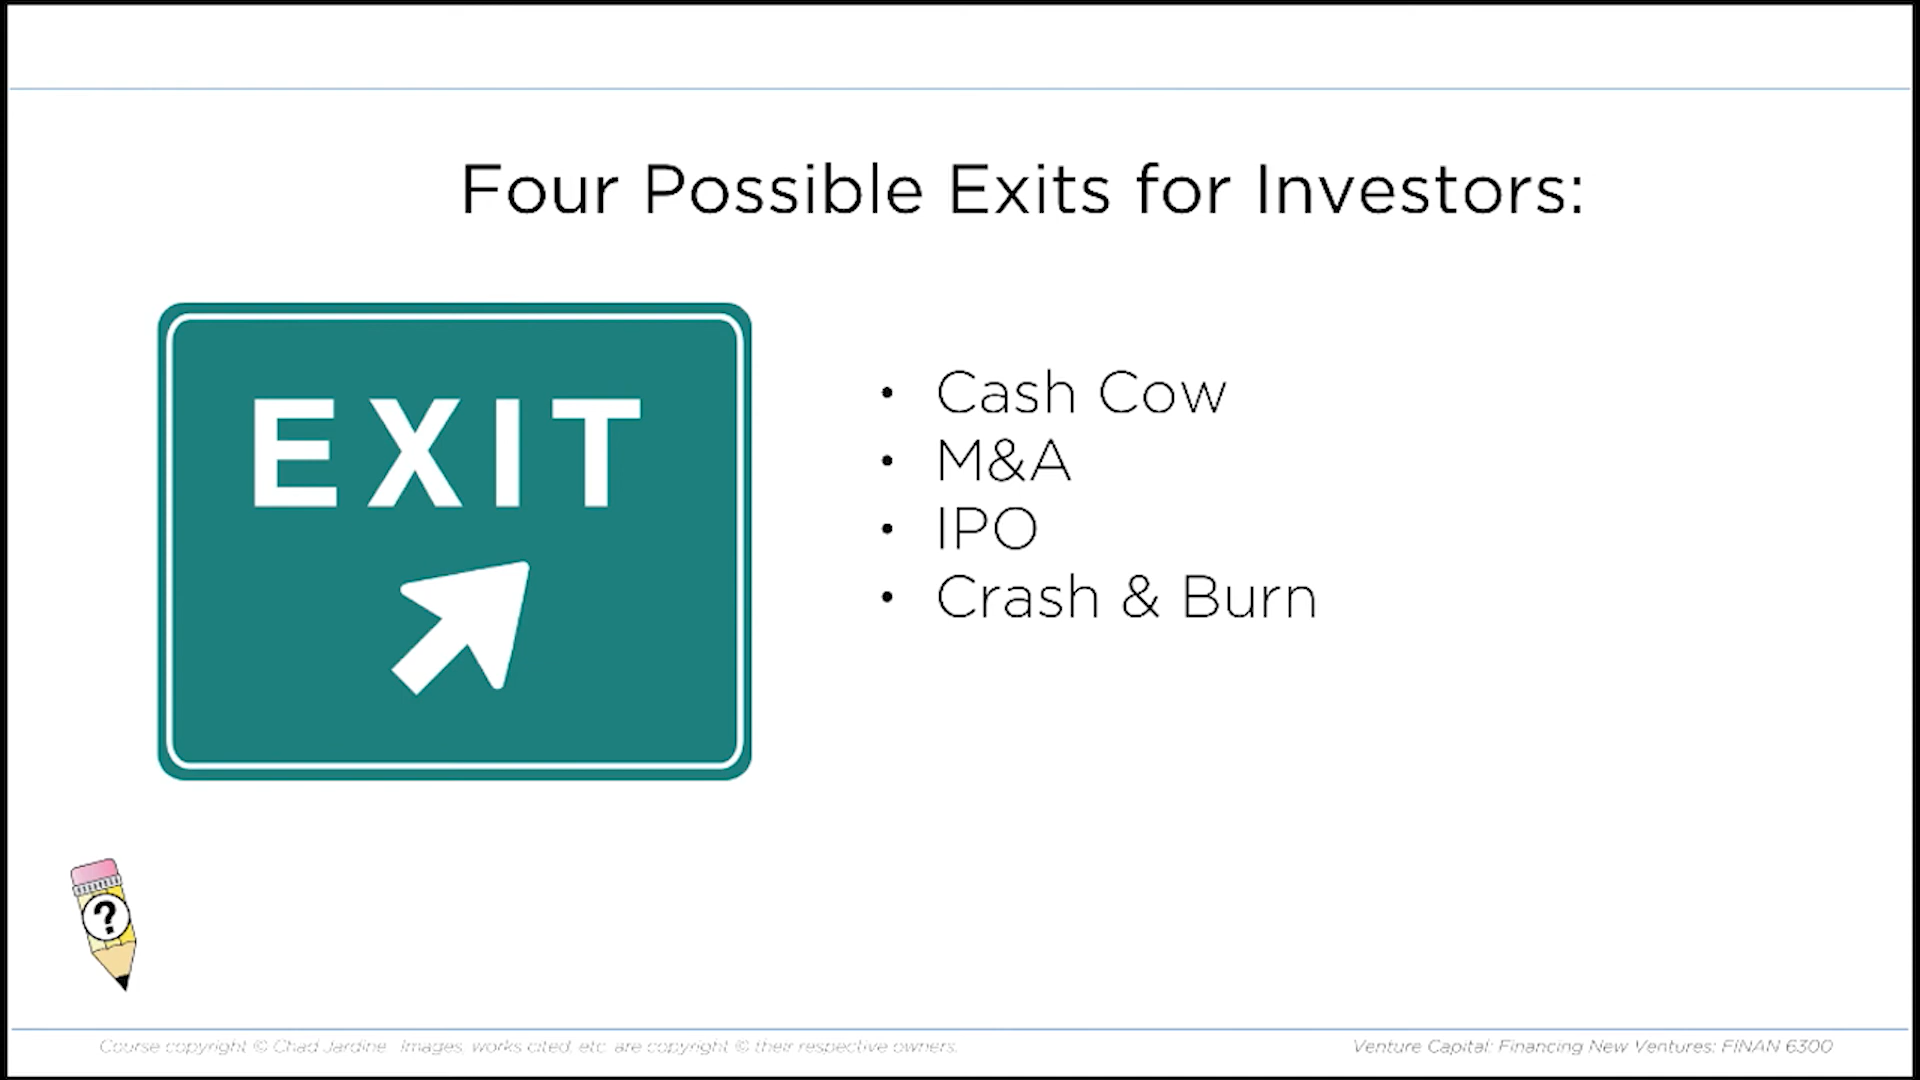 Four Possible Exits for Investors:
EXIT
• Cash Cow
• M&A
• IPO
• Crash & Burn
?
Course copyright © Chad Jardine. Images, works cited, etc. are copyright © their respective owners.
Venture Capital: Financing New Ventures: FINAN 6300